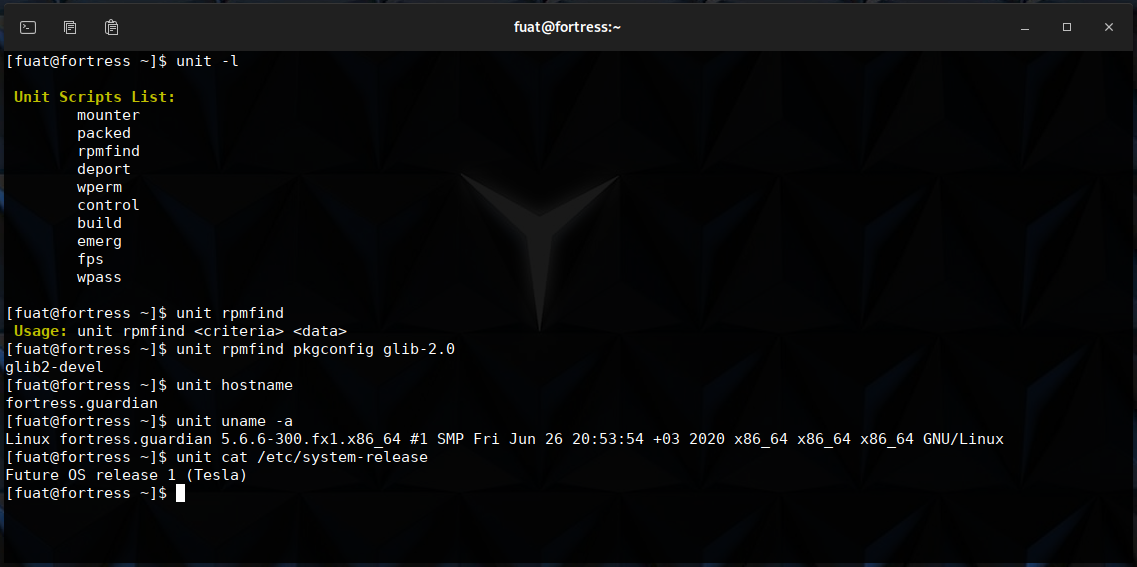 fuat@fortress:~
[fuat@fortress ~]$ unit -l
Unit Scripts List:
mounter
packed
rpmfind
deport
wperm
control
build
emerg
fps
wpass
[fuat@fortress ~]$ unit rpmfind
Usage: unit rpmfind <criteria> <data>
[fuat@fortress ~]$ unit rpmfind pkgconfig glib-2.0
glib2-devel
[fuat@fortress ~]$ unit hostname
fortress.guardian
[fuat@fortress ~]$ unit uname -a
Linux fortress.guardian 5.6.6-300.fx1.x86_64 #1 SMP Fri Jun 26 20:53:54 +03 2020 x86_64 x86_64 x86_64 GNU/Linux
[fuat@fortress ~]$ unit cat /etc/system-release
Future OS release 1 (Tesla)
[fuat@fortress ~]$